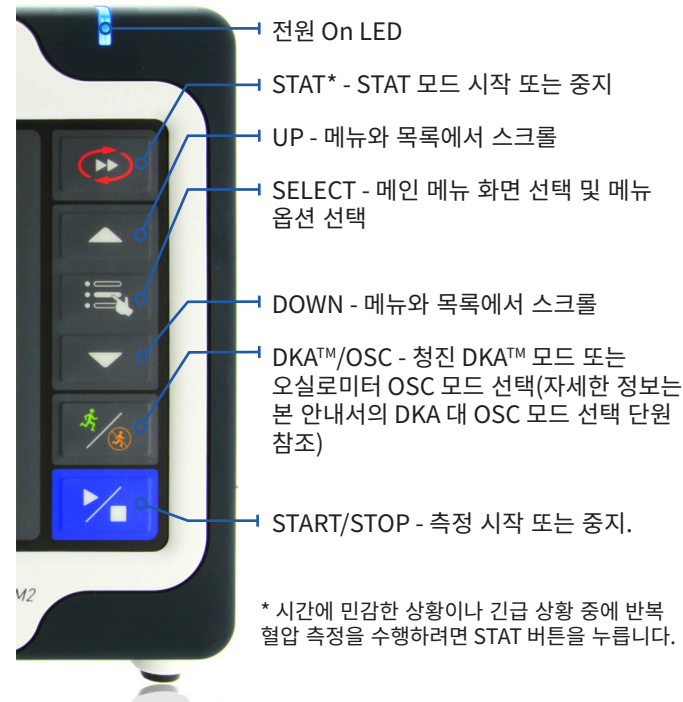 전원 On LED
STAT* - STAT 모드 시작 또는 중지
UP - 메뉴와 목록에서 스크롤
SELECT - 메인 메뉴 화면 선택 및 메뉴
옵션 선택
DOWN - 메뉴와 목록에서 스크롤
DKA™/OSC - 청진 DKA™ 모드 또는
오실로미터 OSC 모드 선택(자세한 정보는
본 안내서의 DKA 대 OSC 모드 선택 단원
참조)
START/STOP - 측정 시작 또는 중지.
M2
* 시간에 민감한 상황이나 긴급 상황 중에 반복
혈압 측정을 수행하려면 STAT 버튼을 누릅니다.